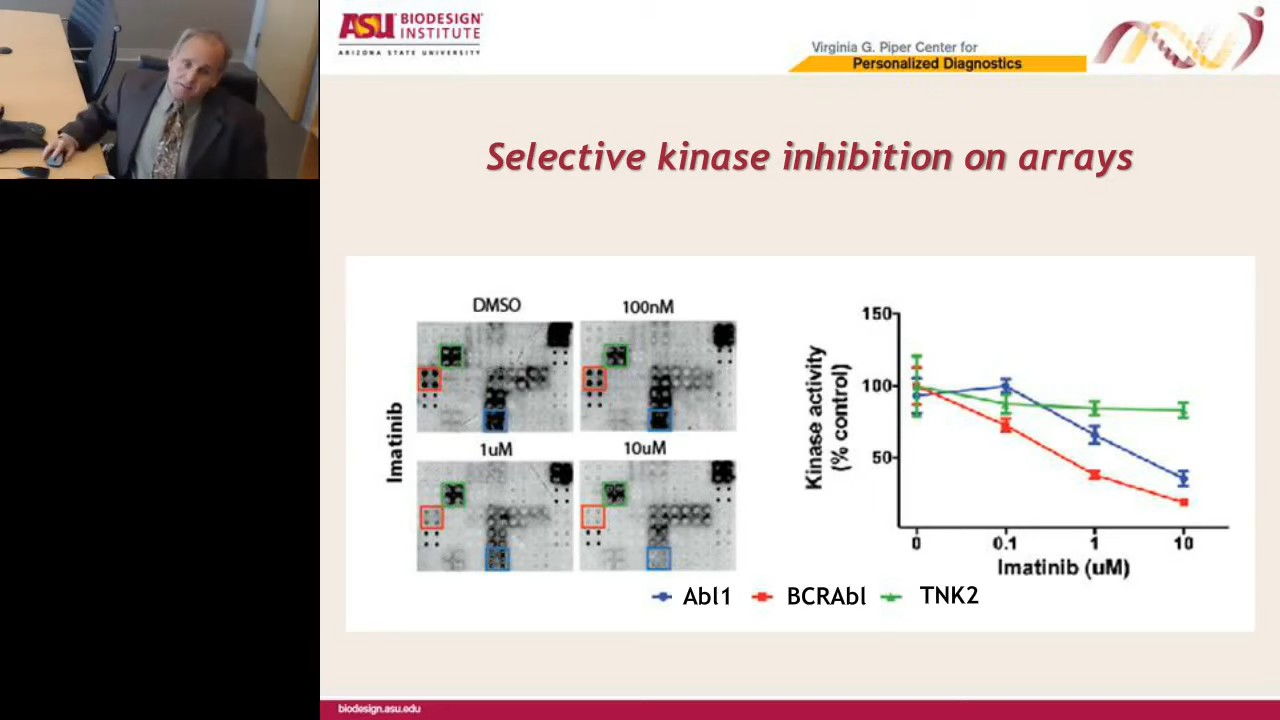 ASU BIODESIGN INSTITUTE
ARIZONA STATE UNIVERSITY
Virginia G. Piper Center for
Personalized Diagnostics
Selective kinase inhibition on arrays
Imatinib
DMSO
100nM
1uM
10uM
Kinase activity
(% control)
150
100
50
0 0.1 1 10
Imatinib (uM)
Abl1 BCRAbl TNK2
biodesign.asu.edu